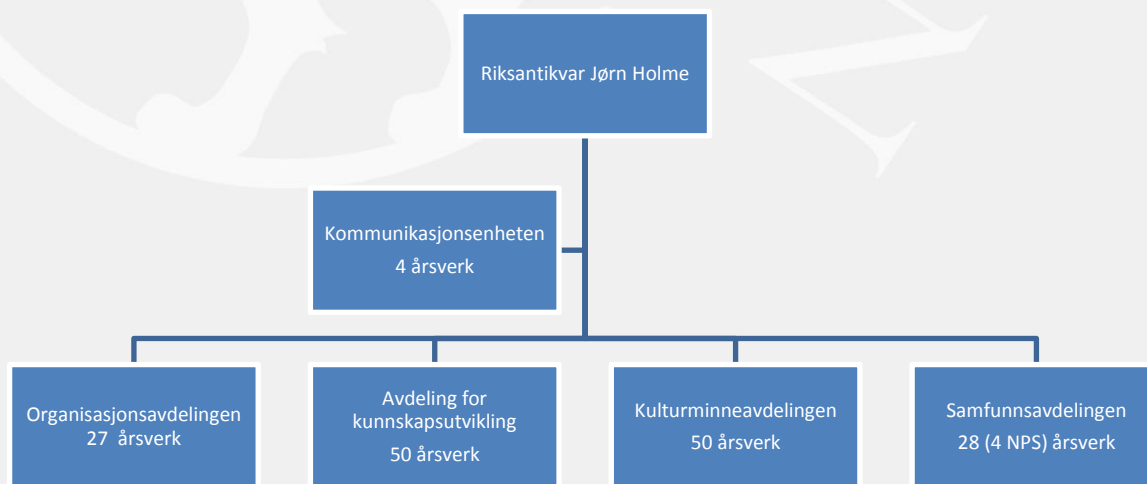 Riksantikvar Jørn Holme
Kommunikasjonsenheten
4 årsverk
Organisasjonsavdelingen
27 årsverk
Avdeling for
kunnskapsutvikling
50 årsverk
Kulturminneavdelingen
50 årsverk
Samfunnsavdelingen
28 (4 NPS) årsverk